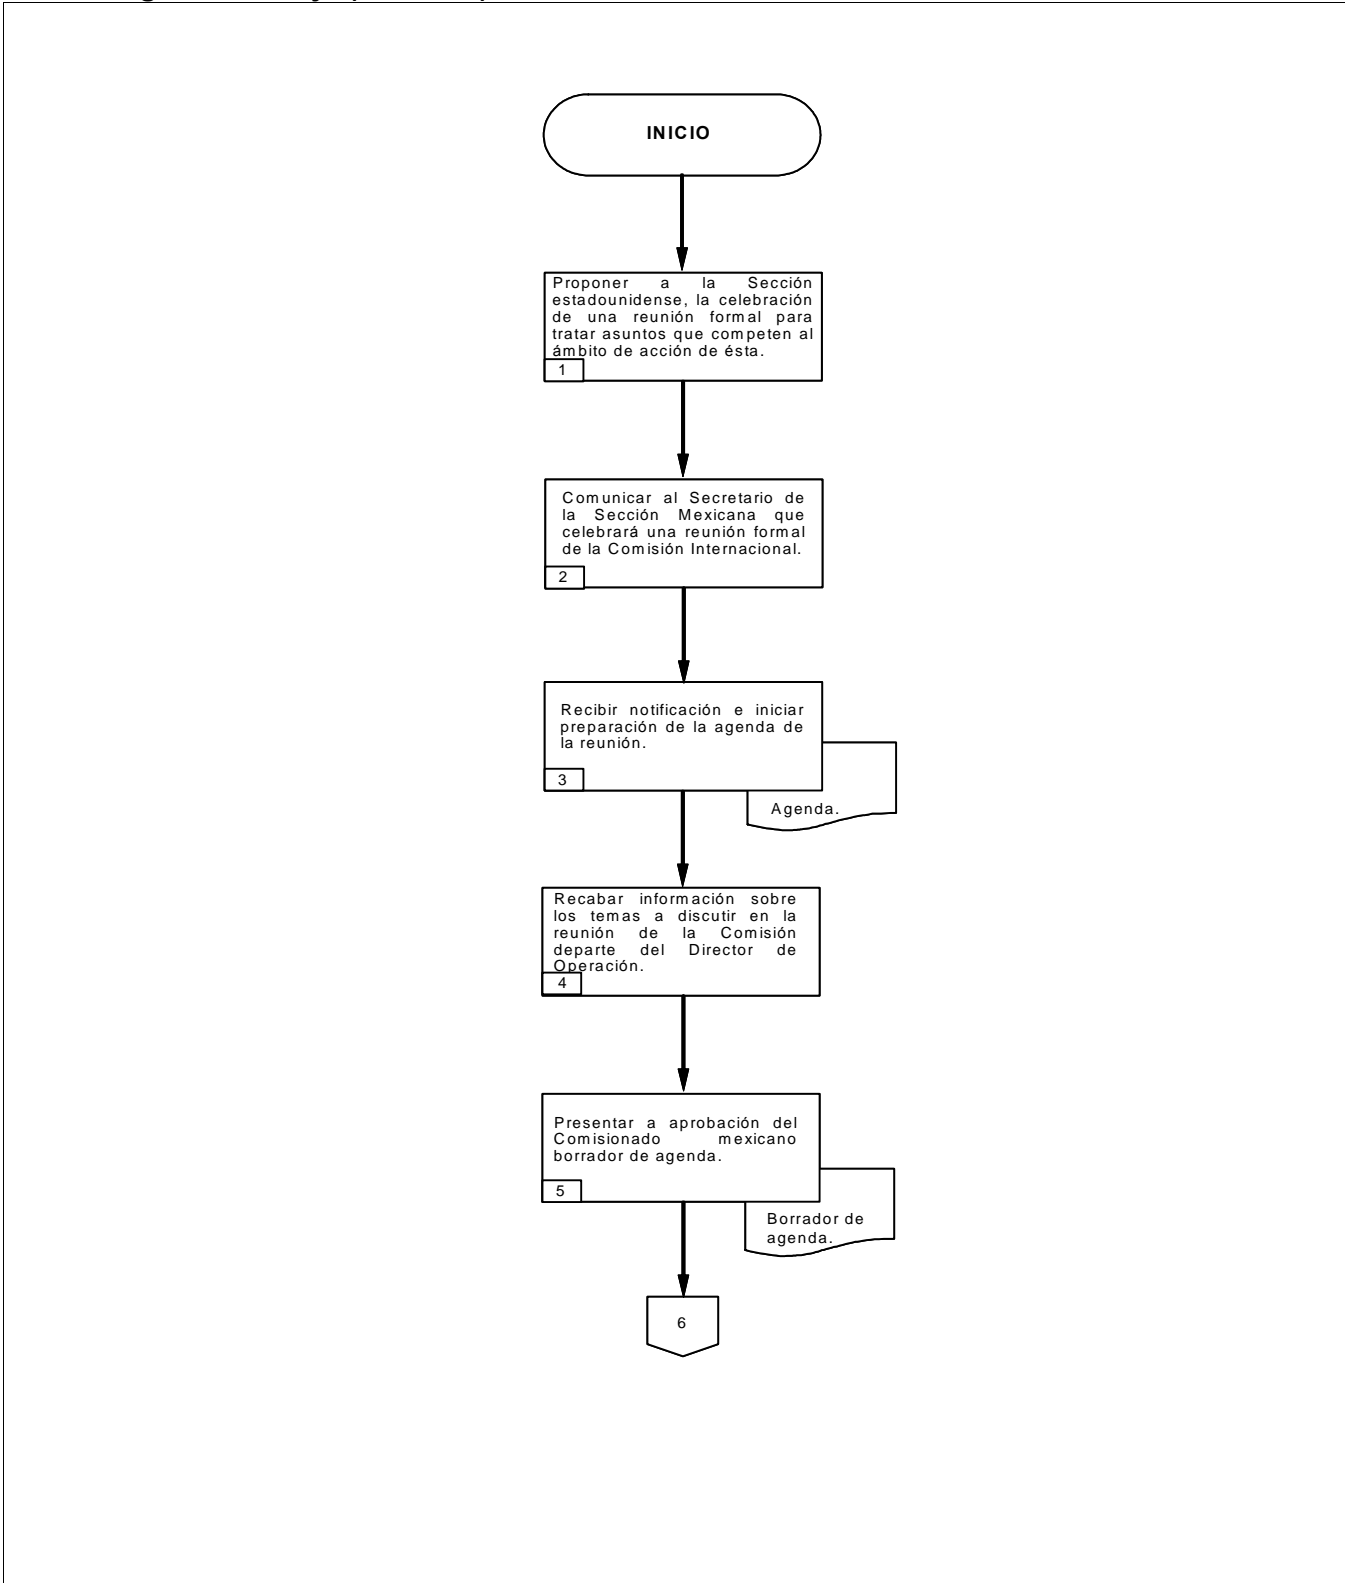 INICIO
Proponer a la Sección
estadounidense, la celebración
de una reunión formal para
tratar asuntos que competen al
ámbito de acción de ésta.
1
Comunicar al Secretario de
la Sección Mexicana que
celebrará una reunión formal
de la Comisión Internacional.
2
Recibir notificación e iniciar
preparación de la agenda de
la reunión.
3
Agenda.
Recabar información sobre
los temas a discutir en la
reunión de la Comisión
departe del Director de
Operación.
4
Presentar a aprobación del
Comisionado mexicano
borrador de agenda.
5
Borrador de
agenda.
6